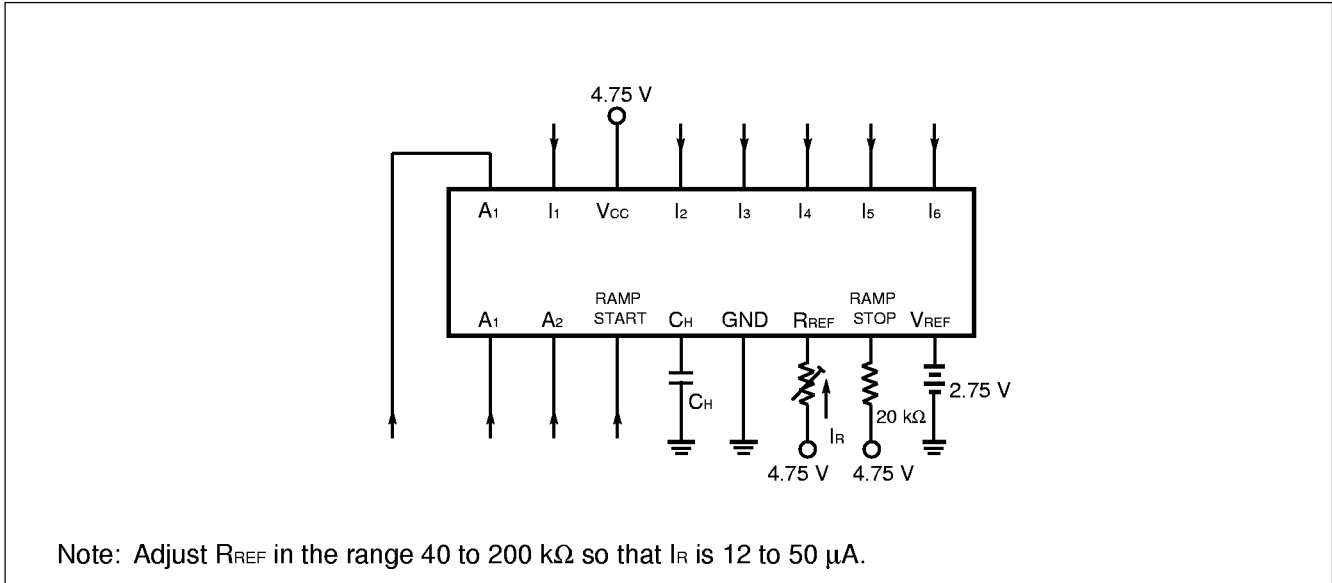 4.75 V
A1 I1 VCC I2 I3 I4 I5 I6
RAMP RAMP
A1 A2 START CH GND RREF STOP VREF
2.75 V
CH
20 kΩ
IR
4.75 V 4.75 V
Note: Adjust RREF in the range 40 to 200 kΩ so that IR is 12 to 50 μA.